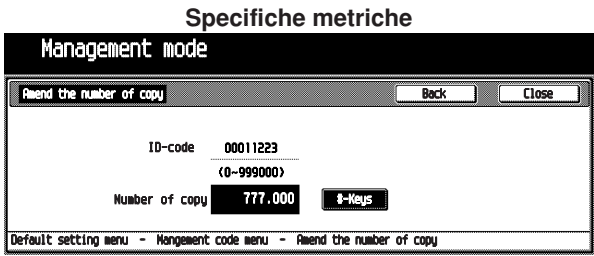 Specifiche metriche
Management mode
Amend the number of copy Back Close
ID-code 00011223
(0~999000)
Number of copy 777.000 #-Keys
Default setting menu - Mangement code menu - Amend the number of copy